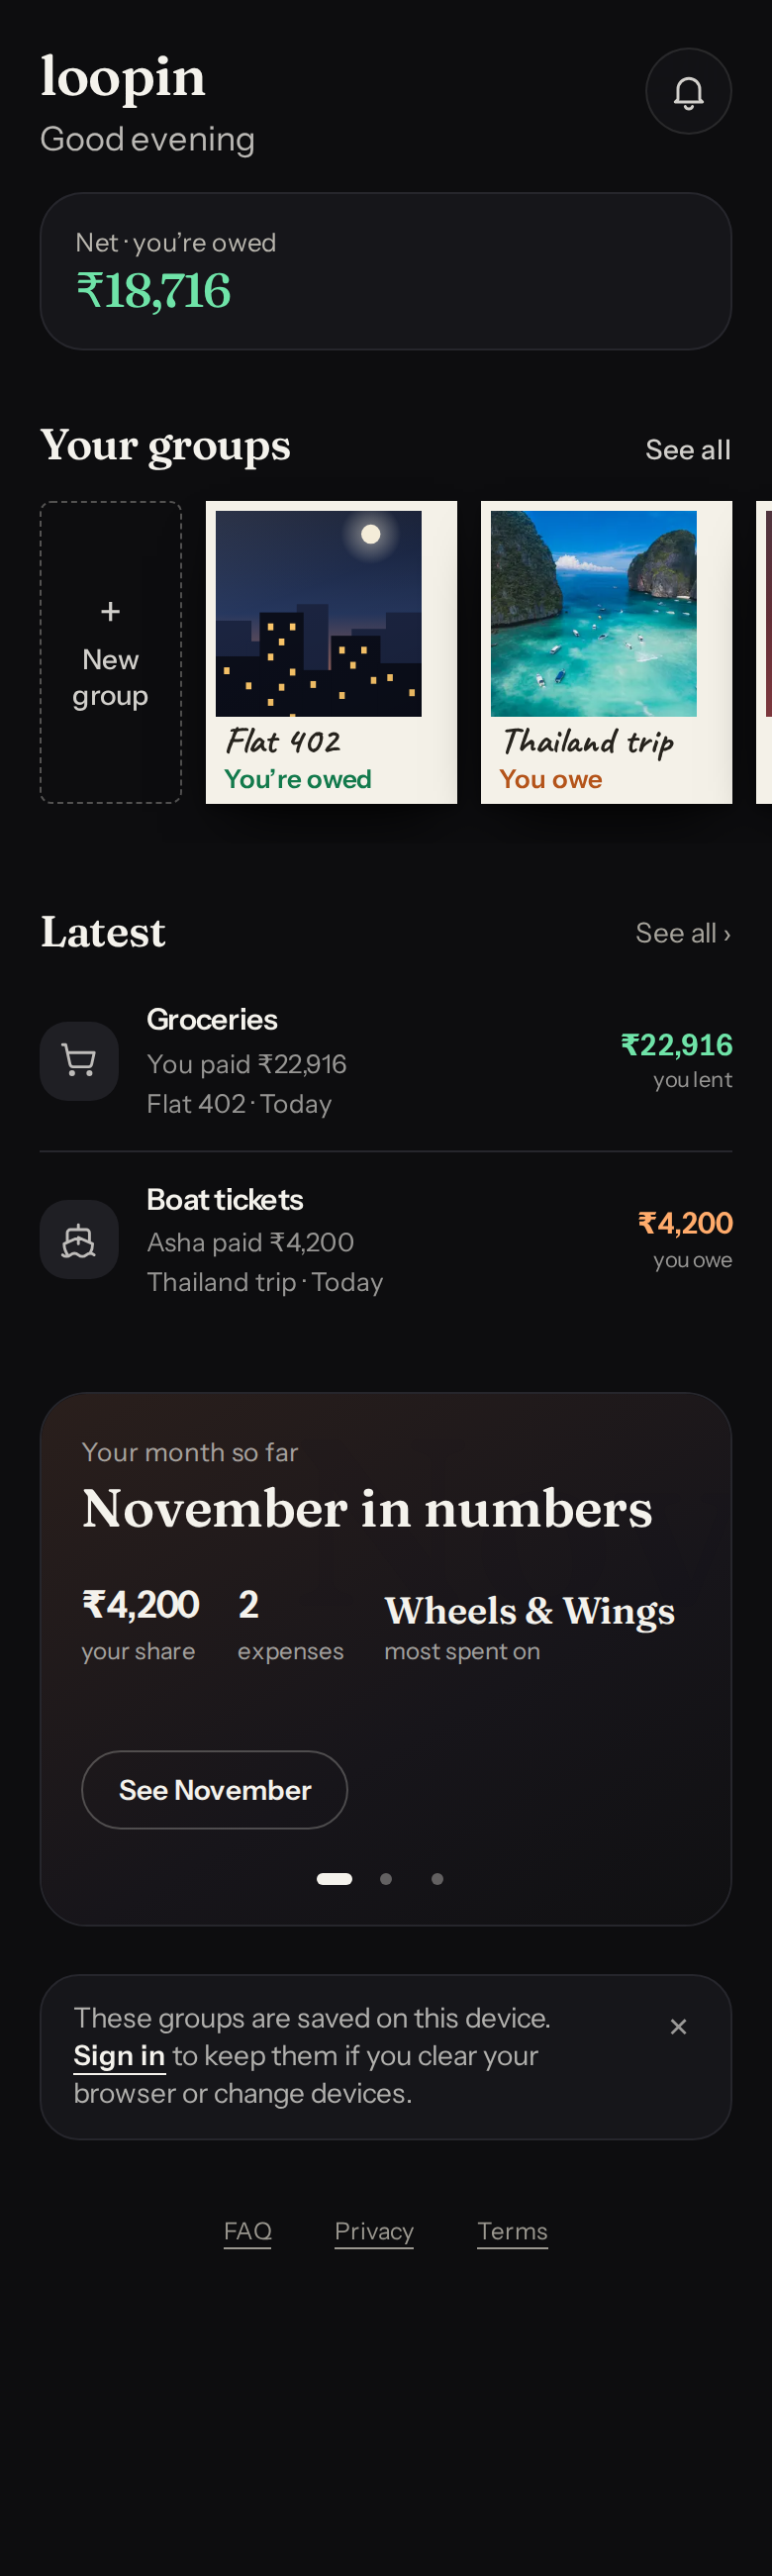 loopin
Good evening
Net · you’re owed
₹18,716
Your groups
See all
+
New
group
Flat 402
You’re owed
Thailand trip
You owe
Latest
See all ›
Groceries
You paid ₹22,916
Flat 402 · Today
₹22,916
you lent
Boat tickets
Asha paid ₹4,200
Thailand trip · Today
₹4,200
you owe
Your month so far
November in numbers
₹4,200
your share
2
expenses
Wheels & Wings
most spent on
See November
These groups are saved on this device.
Sign in to keep them if you clear your
browser or change devices.
FAQ
Privacy
Terms